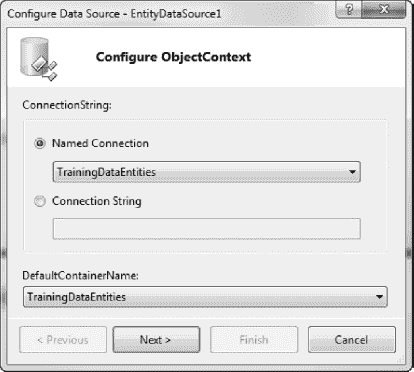 Configure Data Source - EntityDataSource1
Configure ObjectContext
ConnectionString:
Named Connection
TrainingDataEntities
Connection String
DefaultContainerName:
TrainingDataEntities
< Previous
Next >
Finish
Cancel